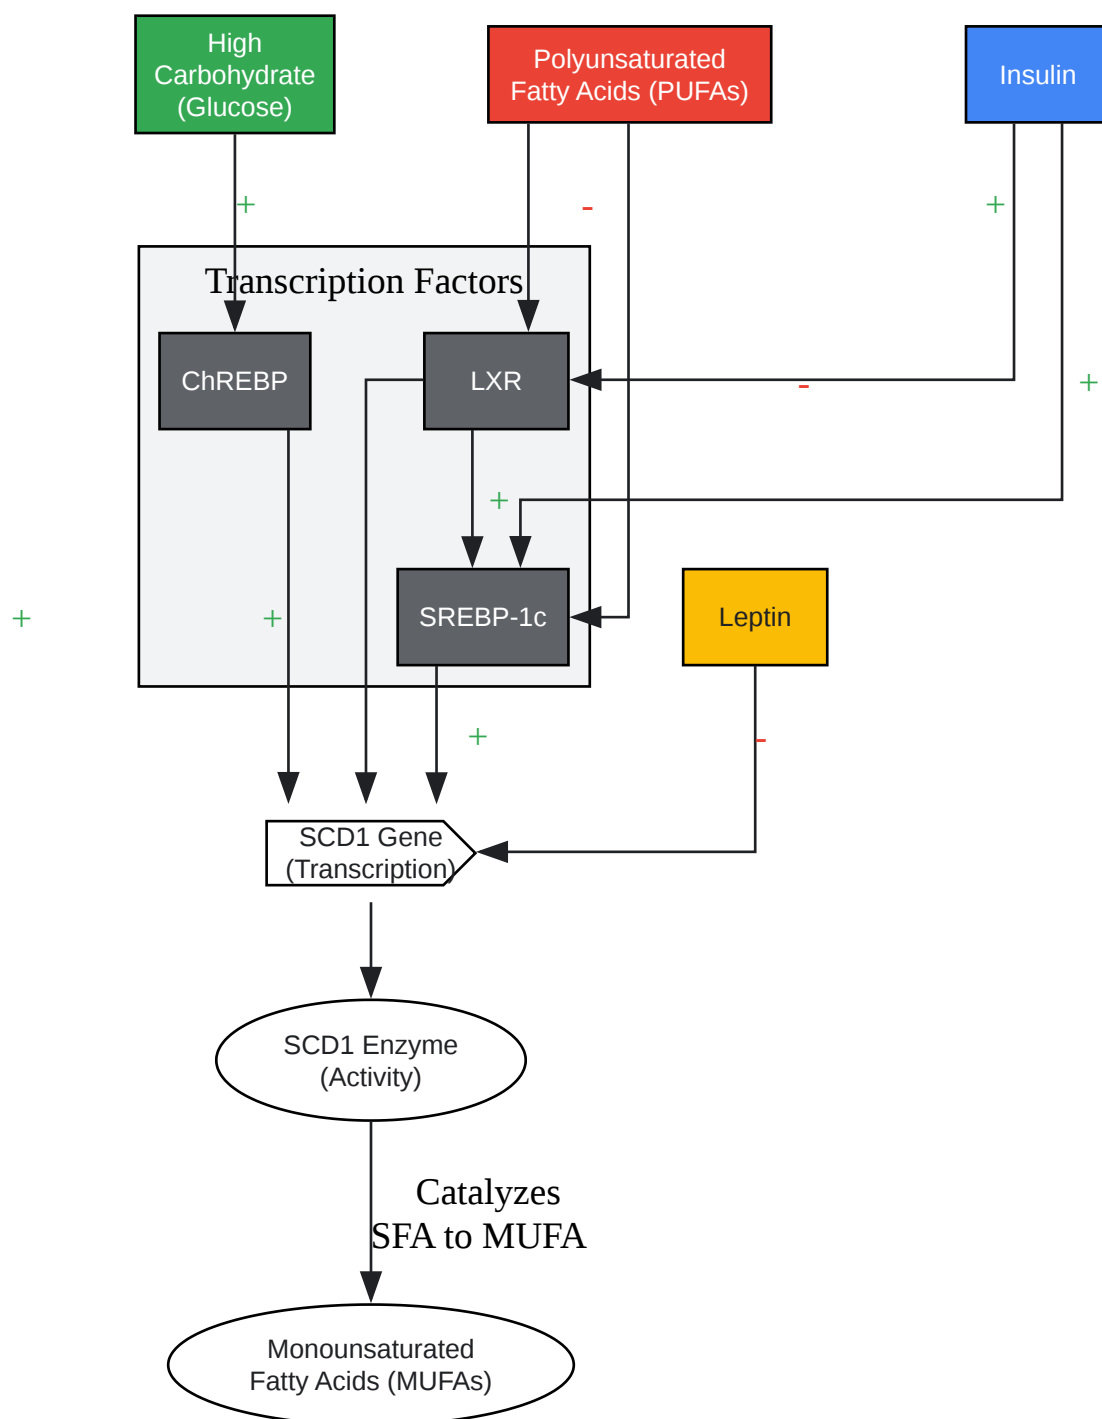 High
Carbohydrate
(Glucose)
Polyunsaturated
Fatty Acids (PUFAs)
Insulin
+
-
+
Transcription Factors
ChREBP
LXR
-
+
+
SREBP-1c
Leptin
+
+
+
-
SCD1 Gene
(Transcription)
SCD1 Enzyme
(Activity)
Catalyzes
SFA to MUFA
Monounsaturated
Fatty Acids (MUFAs)